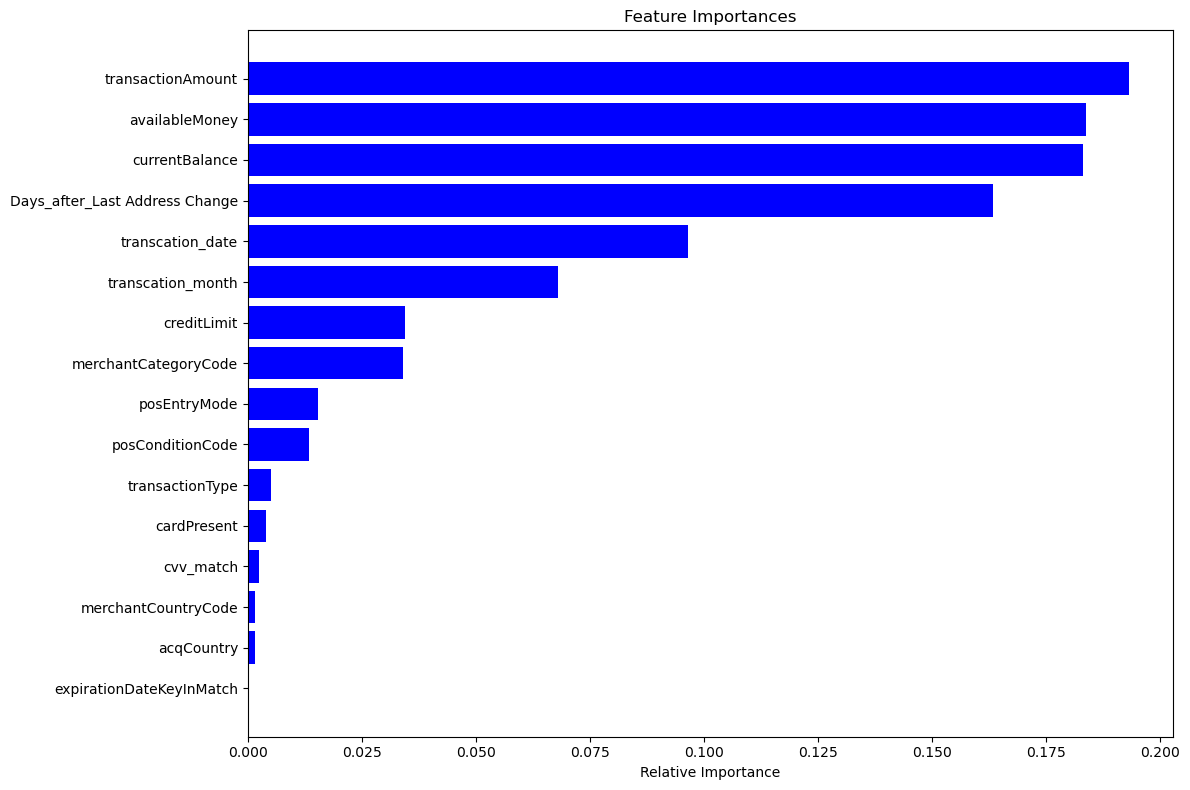 Feature Importances
transactionAmount
availableMoney
currentBalance
Days_after_Last Address Change
transcation_date
transcation_month
creditLimit
merchantCategoryCode
posEntryMode
posConditionCode
transactionType
cardPresent
cvv_match
merchantCountryCode
acqCountry
expirationDateKeyInMatch
0.000 0.025 0.050 0.075 0.100 0.125 0.150 0.175 0.200
Relative Importance